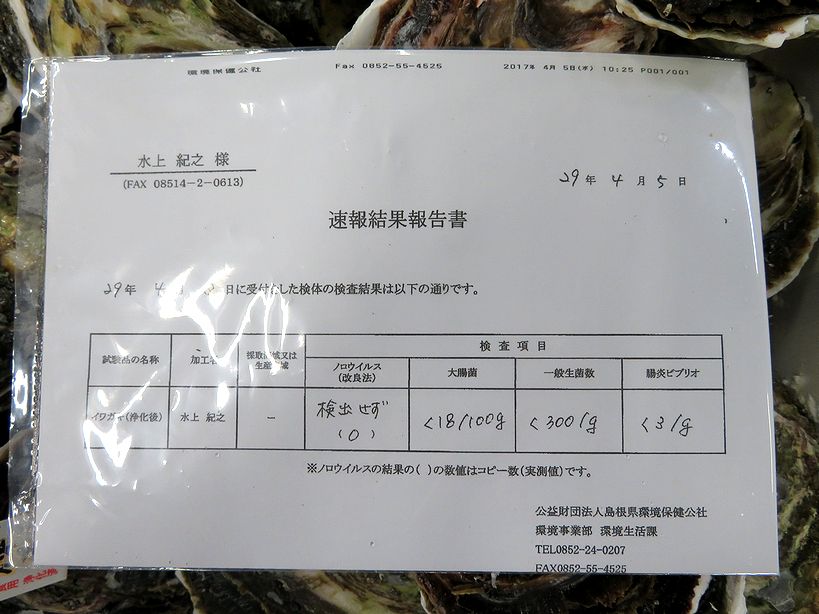 環境保健公社 Fax 0852-55-4525 2017年 4月 5日(水) 10:25 P001/001
水上 紀之 様
(FAX 08514-2-0613)
29年 4月 5日
速報結果報告書
29年 4月 日に受付ました検体の検査結果は以下の通りです。
試験品の名称 加工者 採取海域又は 検査項目
生産海域
ノロウイルス 大腸菌 一般生菌数 腸炎ビブリオ
(改良法)
イワガキ(浄化後) 水上 紀之 － 検出せず <18/100g <300/g <3/g
(0)
※ノロウイルスの結果の( )の数値はコピー数(実測値)です。
公益財団法人島根県環境保健公社
環境事業部 環境生活課
TEL0852-24-0207
FAX0852-55-4525